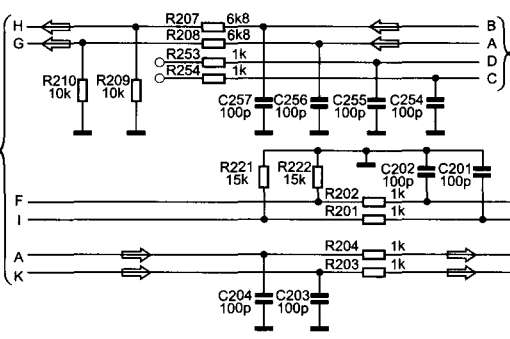 H R207 6k8 B
G R208 6k8 A
R253 1k D
R254 1k C
R210 R209
10k 10k
C257 C256 C255 C254
100p 100p 100p 100p
R221 R222 C202 C201
15k 15k 100p 100p
F R202 1k
I R201 1k
A R204 1k
K R203 1k
C204 C203
100p 100p